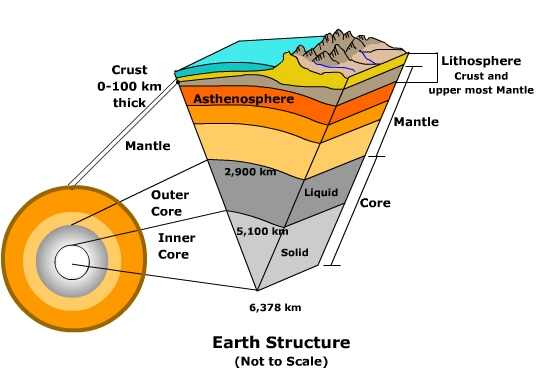 Crust
0-100 km
thick
Asthenosphere
Lithosphere
Crust and
upper most Mantle
Mantle
Mantle
2,900 km
Outer
Core
Liquid
Core
Inner
Core
5,100 km
Solid
6,378 km
Earth Structure
(Not to Scale)